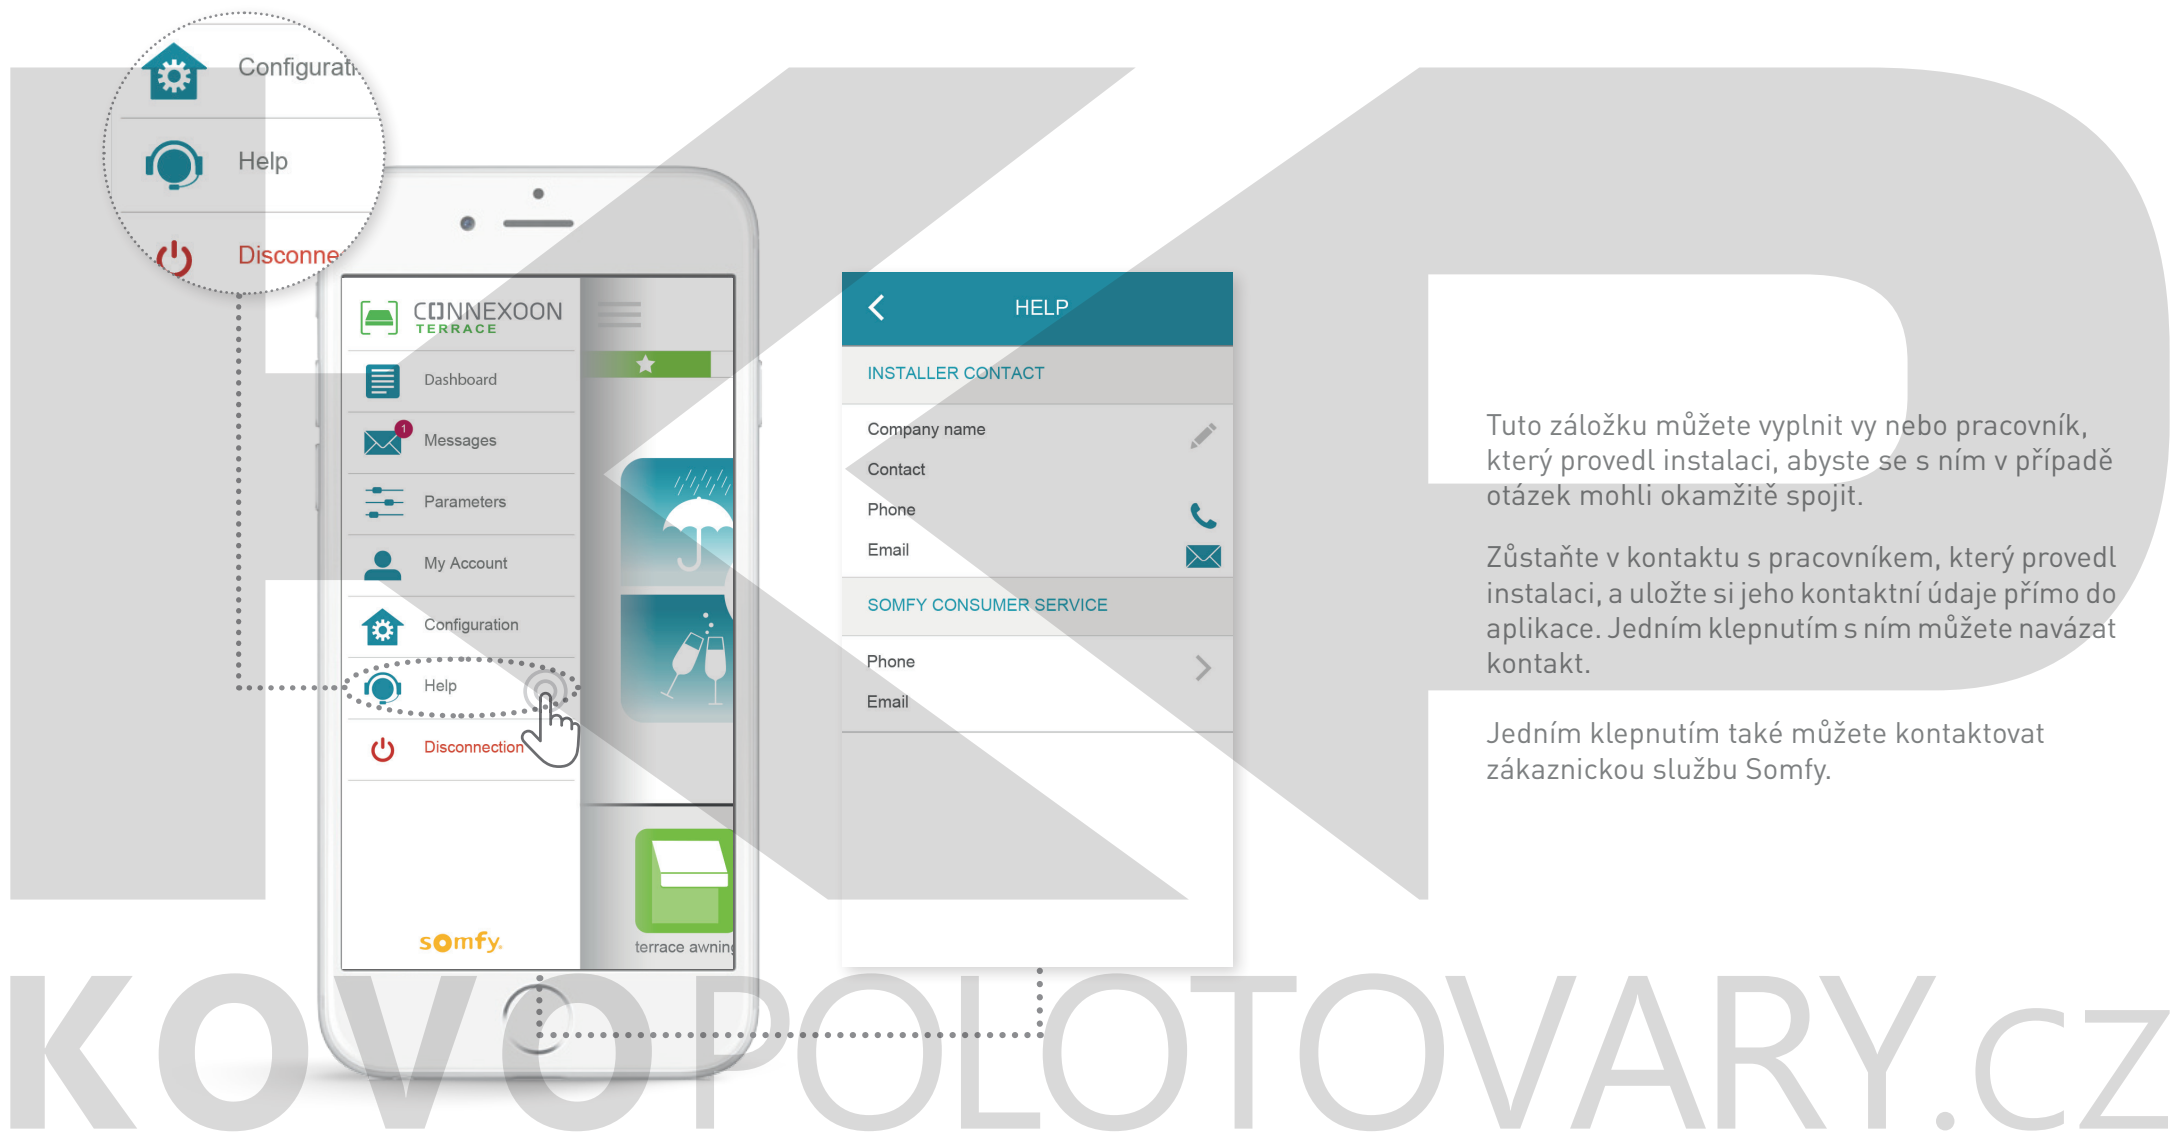 Configurati
Help
Disconne
CONNEXOON
TERRACE
Dashboard
1
Messages
Parameters
My Account
Configuration
Help
Disconnection
somfy.
terrace awning
HELP
INSTALLER CONTACT
Company name
Contact
Phone
Email
SOMFY CONSUMER SERVICE
Phone
Email
Tuto záložku můžete vyplnit vy nebo pracovník,
který provedl instalaci, abyste se s ním v případě
otázek mohli okamžitě spojit.
Zůstaňte v kontaktu s pracovníkem, který provedl
instalaci, a uložte si jeho kontaktní údaje přímo do
aplikace. Jedním klepnutím s ním můžete navázat
kontakt.
Jedním klepnutím také můžete kontaktovat
zákaznickou službu Somfy.
KP
KOVOPOLOTOVARY.CZ